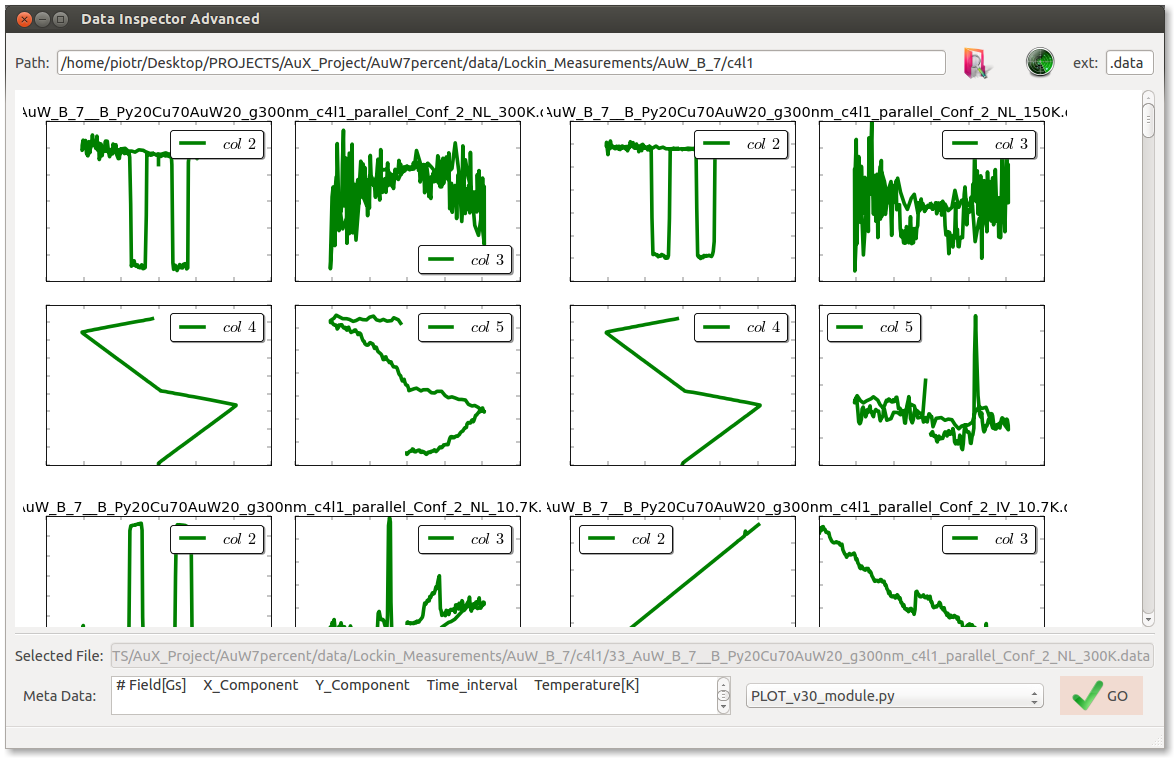 Data Inspector Advanced
Path: /home/piotr/Desktop/PROJECTS/AuX_Project/AuW7percent/data/Lockin_Measurements/AuW_B_7/c4l1 ext: .data
AuW_B_7__B_Py20Cu70AuW20_g300nm_c4l1_parallel_Conf_2_NL_300K. AuW_B_7__B_Py20Cu70AuW20_g300nm_c4l1_parallel_Conf_2_NL_150K.
col 2 col 3 col 2 col 3
col 4 col 5 col 4 col 5
AuW_B_7__B_Py20Cu70AuW20_g300nm_c4l1_parallel_Conf_2_NL_10.7K. AuW_B_7__B_Py20Cu70AuW20_g300nm_c4l1_parallel_Conf_2_IV_10.7K.
col 2 col 3 col 2 col 3
Selected File: TS/AuX_Project/AuW7percent/data/Lockin_Measurements/AuW_B_7/c4l1/33_AuW_B_7__B_Py20Cu70AuW20_g300nm_c4l1_parallel_Conf_2_NL_300K.data
Meta Data: # Field[Gs] X_Component Y_Component Time_interval Temperature[K] PLOT_v30_module.py GO